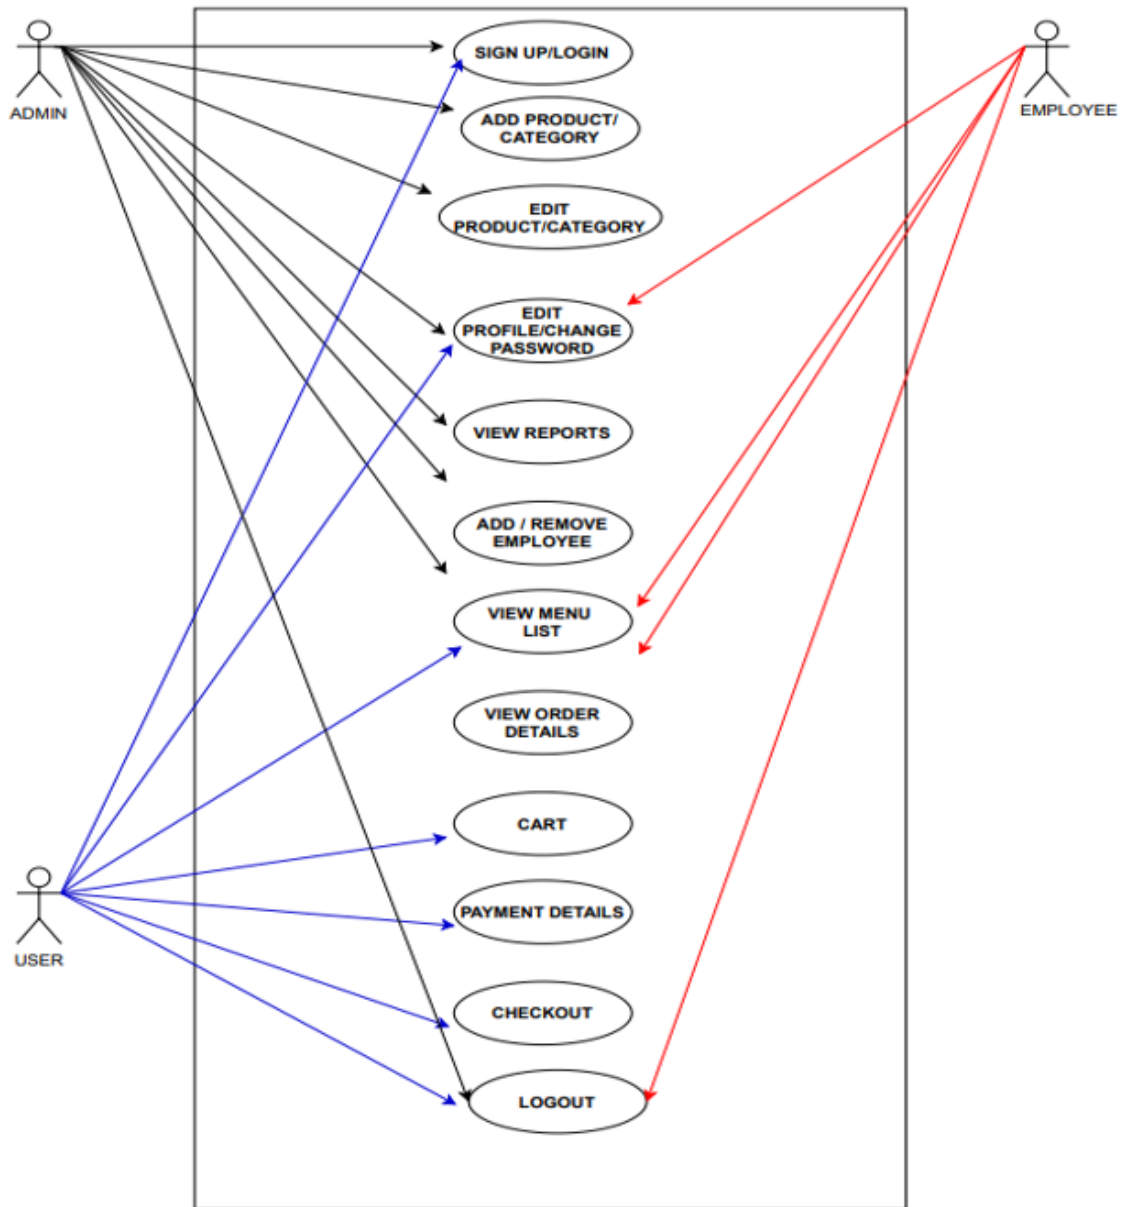 SIGN UP/LOGIN
ADMIN
EMPLOYEE
ADD PRODUCT/
CATEGORY
EDIT
PRODUCT/CATEGORY
EDIT
PROFILE/CHANGE
PASSWORD
VIEW REPORTS
ADD / REMOVE
EMPLOYEE
VIEW MENU
LIST
VIEW ORDER
DETAILS
CART
PAYMENT DETAILS
USER
CHECKOUT
LOGOUT